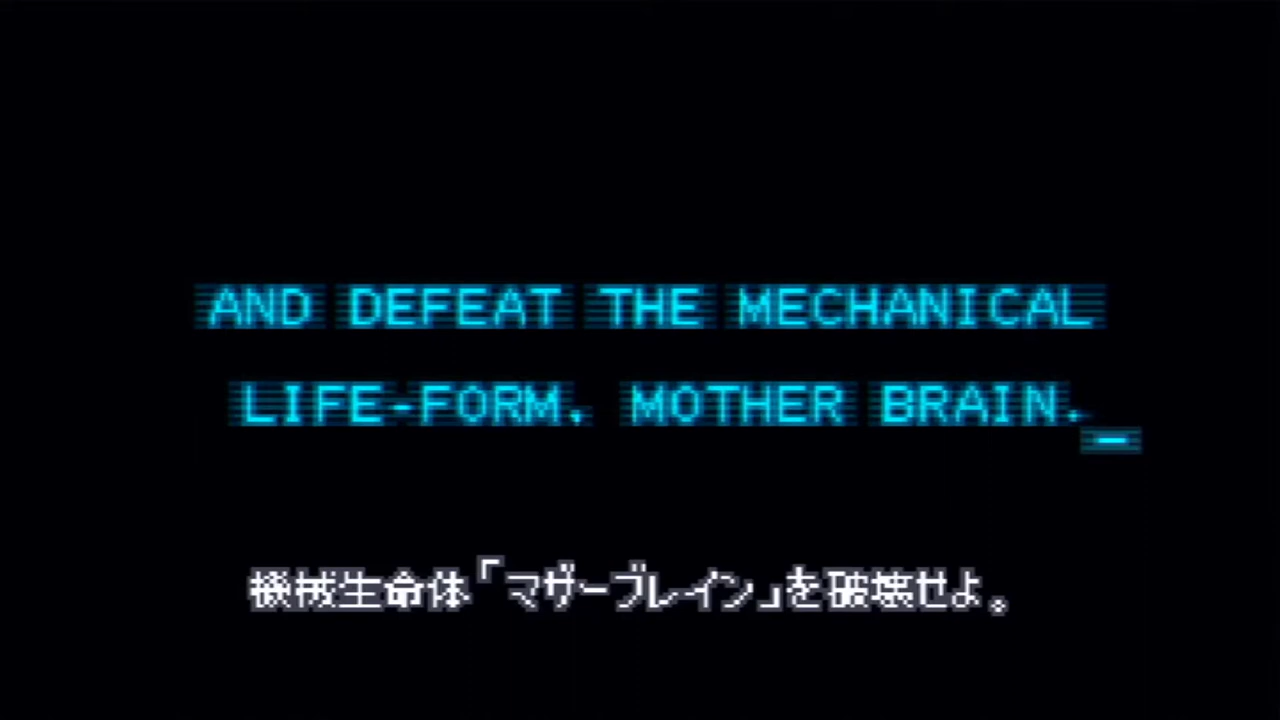 AND DEFEAT THE MECHANICAL
LIFE-FORM, MOTHER BRAIN._
機械生命体「マザーブレイン」を破壊せよ。